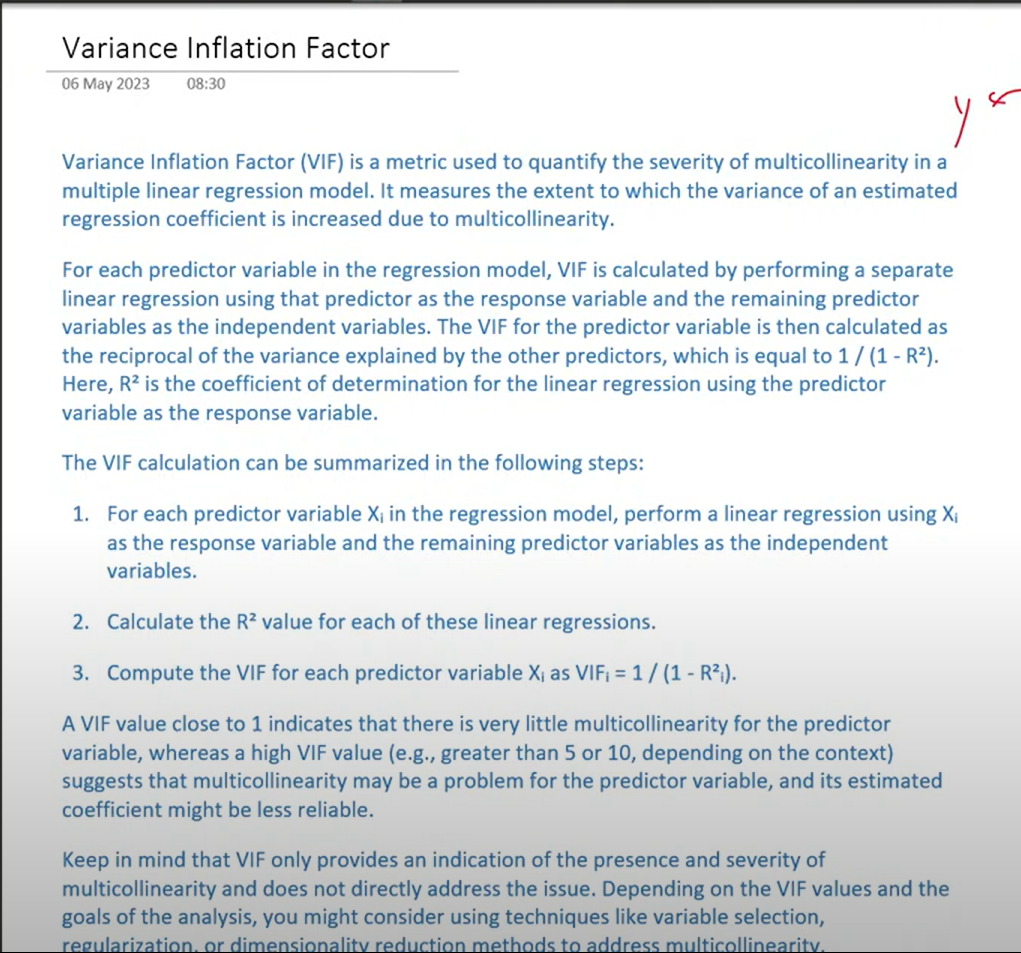 Variance Inflation Factor
06 May 2023 08:30
y
Variance Inflation Factor (VIF) is a metric used to quantify the severity of multicollinearity in a
multiple linear regression model. It measures the extent to which the variance of an estimated
regression coefficient is increased due to multicollinearity.
For each predictor variable in the regression model, VIF is calculated by performing a separate
linear regression using that predictor as the response variable and the remaining predictor
variables as the independent variables. The VIF for the predictor variable is then calculated as
the reciprocal of the variance explained by the other predictors, which is equal to 1 / (1 - R²).
Here, R² is the coefficient of determination for the linear regression using the predictor
variable as the response variable.
The VIF calculation can be summarized in the following steps:
1. For each predictor variable Xᵢ in the regression model, perform a linear regression using Xᵢ
as the response variable and the remaining predictor variables as the independent
variables.
2. Calculate the R² value for each of these linear regressions.
3. Compute the VIF for each predictor variable Xᵢ as VIFᵢ = 1 / (1 - R²ᵢ).
A VIF value close to 1 indicates that there is very little multicollinearity for the predictor
variable, whereas a high VIF value (e.g., greater than 5 or 10, depending on the context)
suggests that multicollinearity may be a problem for the predictor variable, and its estimated
coefficient might be less reliable.
Keep in mind that VIF only provides an indication of the presence and severity of
multicollinearity and does not directly address the issue. Depending on the VIF values and the
goals of the analysis, you might consider using techniques like variable selection,
regularization, or dimensionality reduction methods to address multicollinearity.